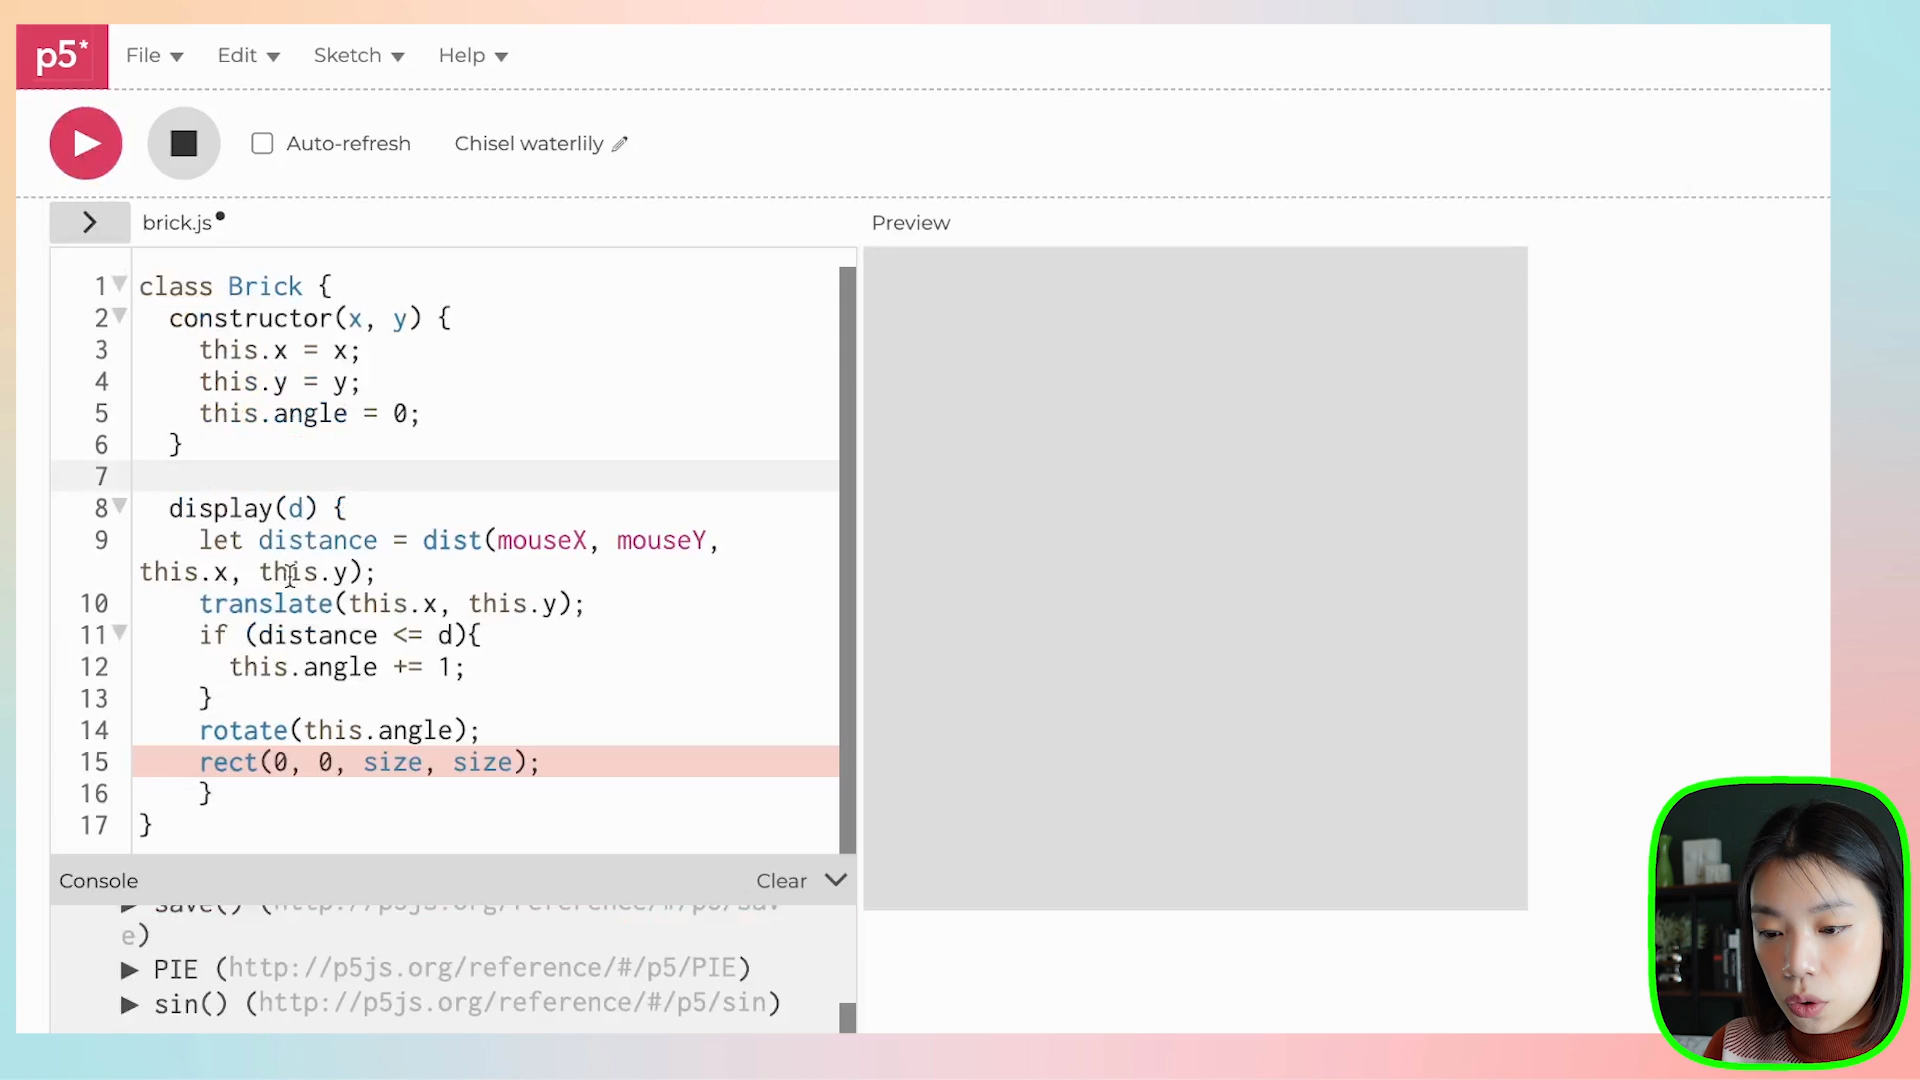 p5* File Edit Sketch Help
Auto-refresh Chisel waterlily
brick.js Preview
1 class Brick {
2 constructor(x, y) {
3 this.x = x;
4 this.y = y;
5 this.angle = 0;
6 }
7
8 display(d) {
9 let distance = dist(mouseX, mouseY,
this.x, this.y);
10 translate(this.x, this.y);
11 if (distance <= d){
12 this.angle += 1;
13 }
14 rotate(this.angle);
15 rect(0, 0, size, size);
16 }
17 }
Console Clear
▶ save() (http://p5js.org/reference/#/p5/sav
e)
▶ PIE (http://p5js.org/reference/#/p5/PIE)
▶ sin() (http://p5js.org/reference/#/p5/sin)